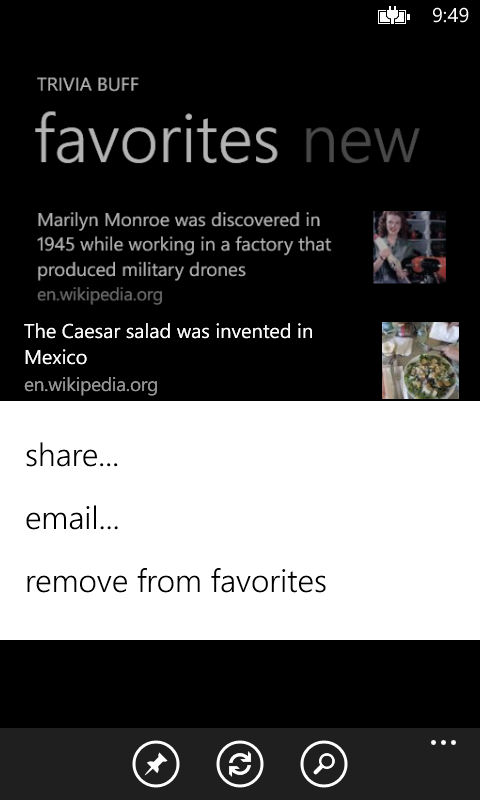 9:49
TRIVIA BUFF
favorites new
Marilyn Monroe was discovered in
1945 while working in a factory that
produced military drones
en.wikipedia.org
The Caesar salad was invented in
Mexico
en.wikipedia.org
share...
email...
remove from favorites